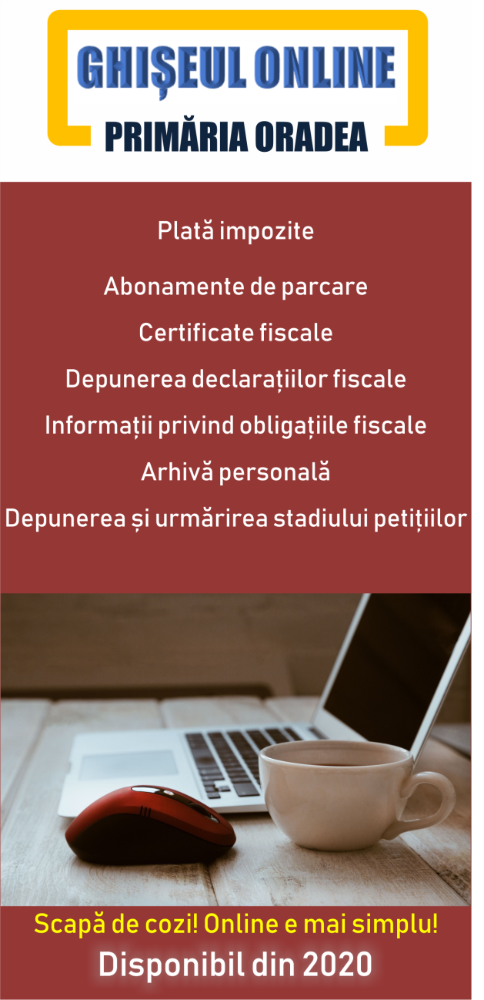 GHIȘEUL ONLINE
PRIMĂRIA ORADEA
Plată impozite
Abonamente de parcare
Certificate fiscale
Depunerea declarațiilor fiscale
Informații privind obligațiile fiscale
Arhivă personală
Depunerea și urmărirea stadiului petițiilor
Scapă de cozi! Online e mai simplu!
Disponibil din 2020